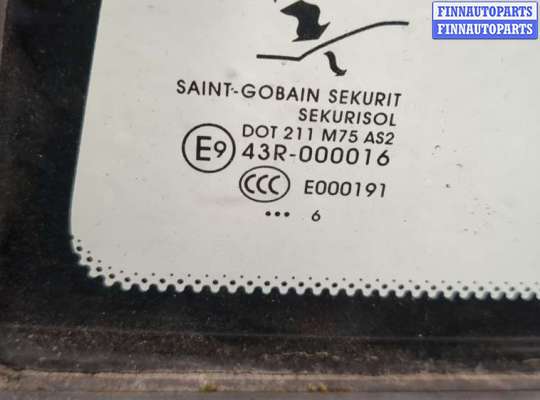 FINNAUTOPARTS
FINNAUTOPARTS
SAINT-GOBAIN SEKURIT
SEKURISOL
DOT 211 M75 AS2
E9 43R-000016
CCC E000191
••• 6